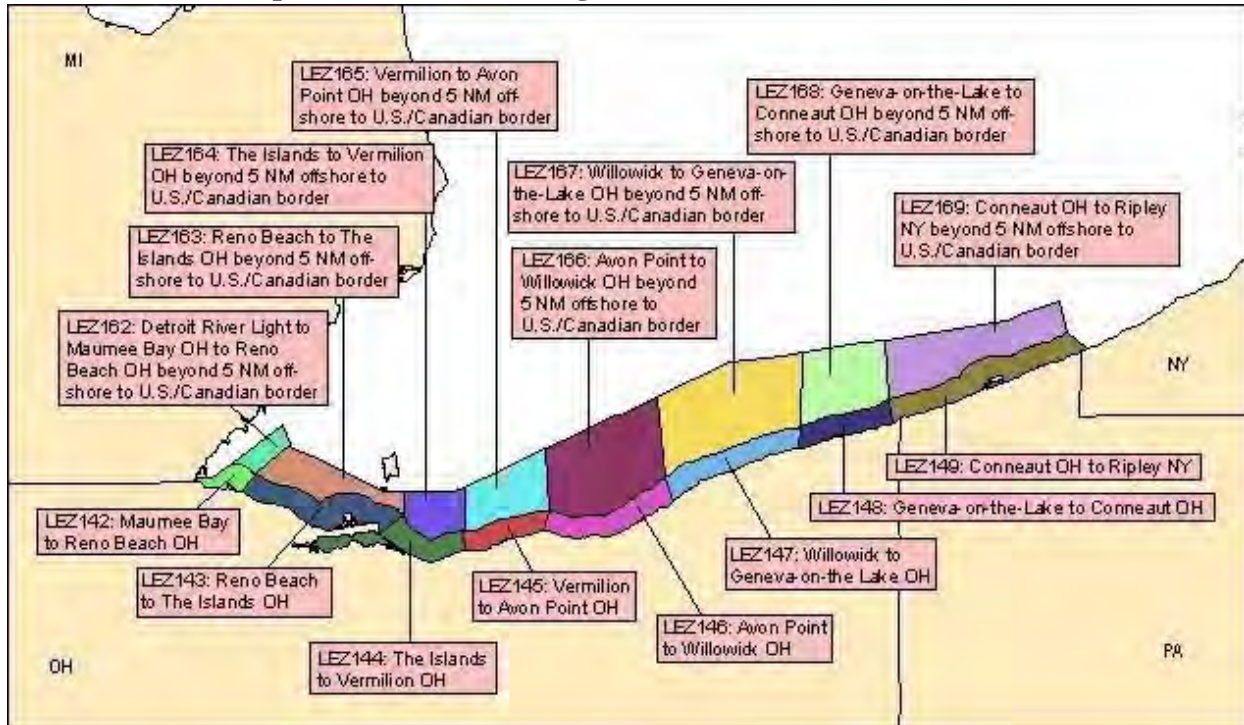 MI
LEZ165: Vermilion to Avon
Point OH beyond 5 NM off-
shore to U.S./Canadian border
LEZ168: Geneva-on-the-Lake to
Conneaut OH beyond 5 NM off-
shore to U.S./Canadian border
LEZ164: The Islands to Vermilion
OH beyond 5 NM offshore to
U.S./Canadian border
LEZ167: Willowick to Geneva-on-
the-Lake OH beyond 5 NM off-
shore to U.S./Canadian border
LEZ169: Conneaut OH to Ripley
NY beyond 5 NM offshore to
U.S./Canadian border
LEZ163: Reno Beach to The
Islands OH beyond 5 NM off-
shore to U.S./Canadian border
LEZ166: Avon Point to
Willowick OH beyond
5 NM offshore to
U.S./Canadian border
LEZ162: Detroit River Light to
Maumee Bay OH to Reno
Beach OH beyond 5 NM off-
shore to U.S./Canadian border
NY
LEZ149: Conneaut OH to Ripley NY
LEZ148: Geneva-on-the-Lake to Conneaut OH
LEZ142: Maumee Bay
to Reno Beach OH
LEZ147: Willowick to
Geneva-on-the Lake OH
LEZ143: Reno Beach
to The Islands OH
LEZ145: Vermilion
to Avon Point OH
LEZ146: Avon Point
to Willowick OH
LEZ144: The Islands
to Vermilion OH
OH
PA